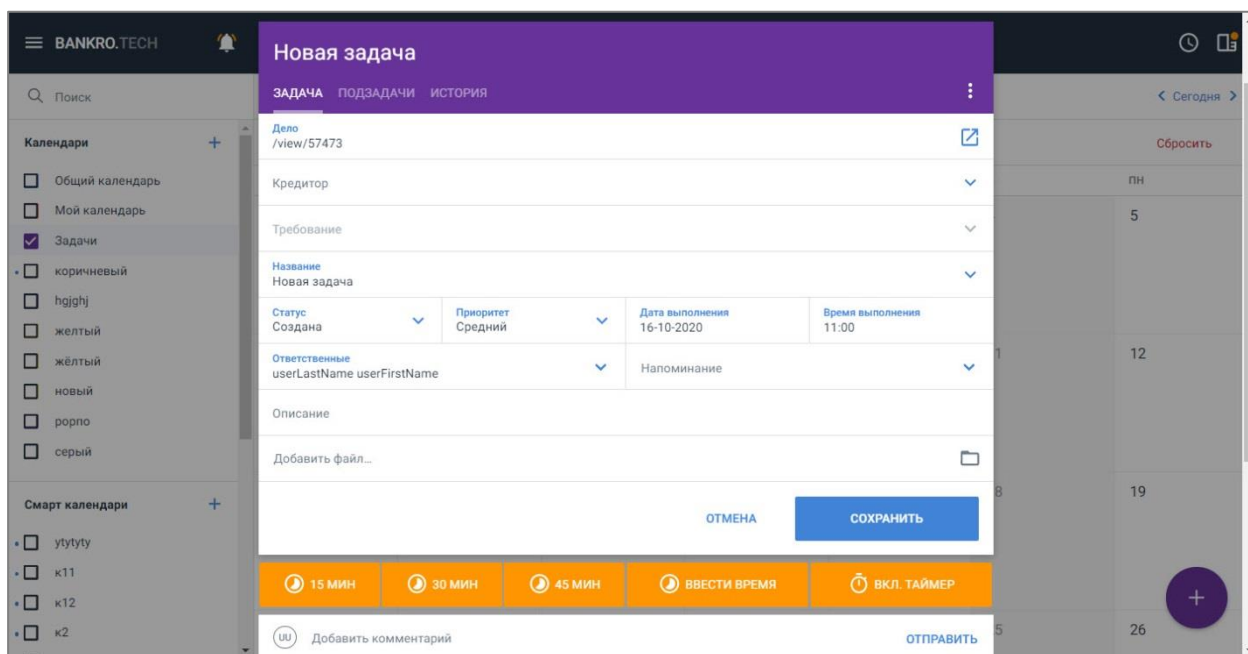 BANKRO.TECH
Поиск
Календари
Общий календарь
Мой календарь
Задачи
коричневый
hgjghj
желтый
жёлтый
новый
рорпо
серый
Смарт календари
ytytyty
к11
к12
к2
Новая задача
ЗАДАЧА ПОДЗАДАЧИ ИСТОРИЯ
Дело
/view/57473
Кредитор
Требование
Название
Новая задача
Статус Приоритет Дата выполнения Время выполнения
Создана Средний 16-10-2020 11:00
Ответственные
userLastName userFirstName
Напоминание
Описание
Добавить файл...
ОТМЕНА СОХРАНИТЬ
15 МИН 30 МИН 45 МИН ВВЕСТИ ВРЕМЯ ВКЛ. ТАЙМЕР
UU Добавить комментарий ОТПРАВИТЬ
Сегодня
Сбросить
ПН
5
12
19
26